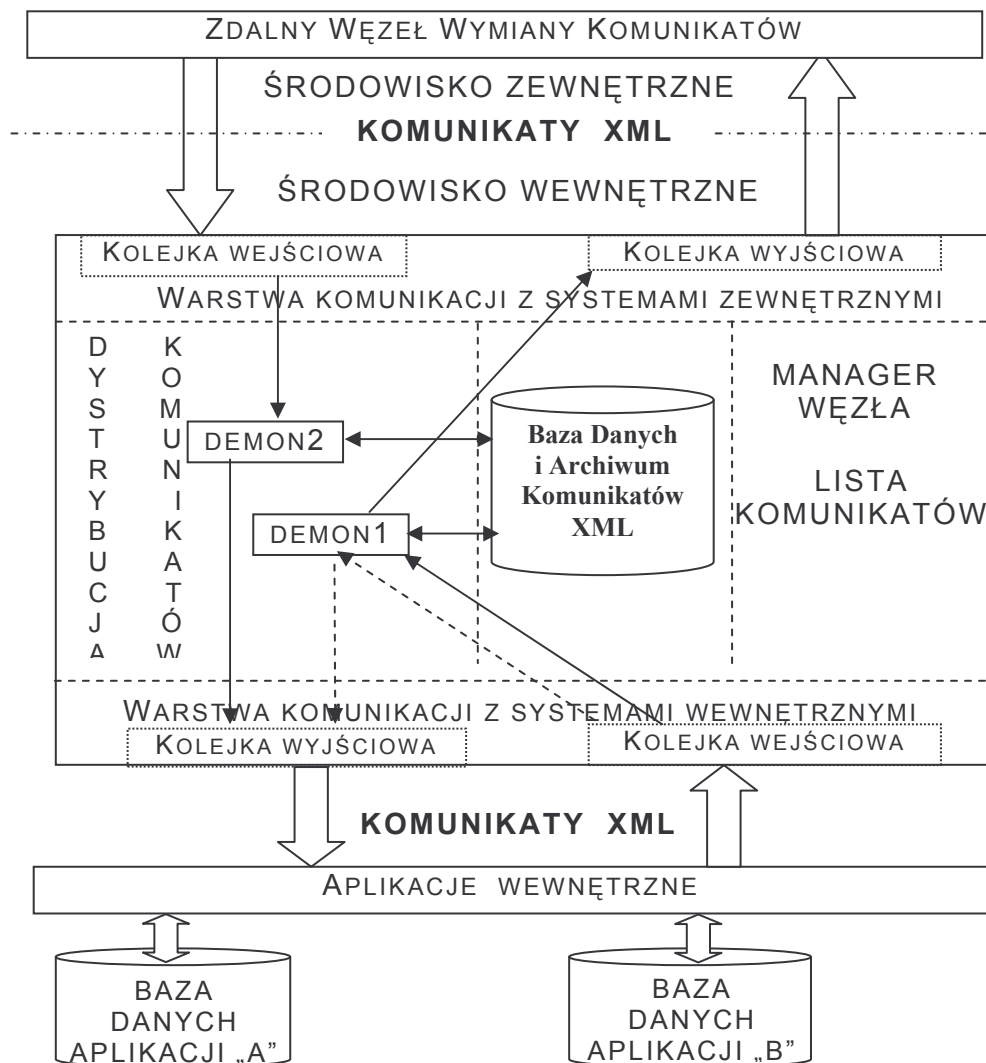 ZDALNY WĘZEŁ WYMIANY KOMUNIKATÓW
ŚRODOWISKO ZEWNĘTRZNE
KOMUNIKATY XML
ŚRODOWISKO WEWNĘTRZNE
KOLEJKA WEJŚCIOWA
KOLEJKA WYJŚCIOWA
WARSTWA KOMUNIKACJI Z SYSTEMAMI ZEWNĘTRZNYMI
DYSTRYBUCJA
KOMUNIKATÓW
DEMON2
DEMON1
Baza Danych
i Archiwum
Komunikatów
XML
MANAGER
WĘZŁA
LISTA
KOMUNIKATÓW
WARSTWA KOMUNIKACJI Z SYSTEMAMI WEWNĘTRZNYMI
KOLEJKA WYJŚCIOWA
KOLEJKA WEJŚCIOWA
KOMUNIKATY XML
APLIKACJE WEWNĘTRZNE
BAZA
DANYCH
APLIKACJI „A”
BAZA
DANYCH
APLIKACJI „B”